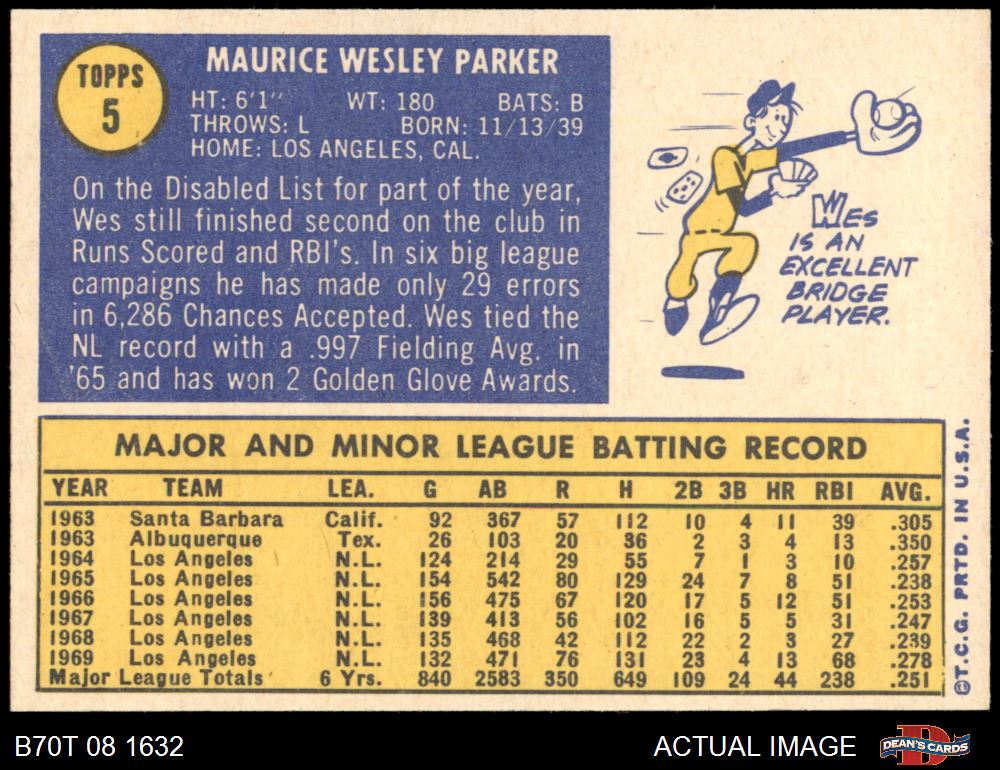 TOPPS
5
MAURICE WESLEY PARKER
HT: 6'1" WT: 180 BATS: B
THROWS: L BORN: 11/13/39
HOME: LOS ANGELES, CAL.
On the Disabled List for part of the year,
Wes still finished second on the club in
Runs Scored and RBI's. In six big league
campaigns he has made only 29 errors
in 6,286 Chances Accepted. Wes tied the
NL record with a .997 Fielding Avg. in
'65 and has won 2 Golden Glove Awards.
WES
IS AN
EXCELLENT
BRIDGE
PLAYER.
MAJOR AND MINOR LEAGUE BATTING RECORD
YEAR TEAM LEA. G AB R H 2B 3B HR RBI AVG.
1963 Santa Barbara Calif. 92 367 57 112 10 4 11 39 .305
1963 Albuquerque Tex. 26 103 20 36 2 3 4 13 .350
1964 Los Angeles N.L. 124 214 29 55 7 1 3 10 .257
1965 Los Angeles N.L. 154 542 80 129 24 7 8 51 .238
1966 Los Angeles N.L. 156 475 67 120 17 5 12 51 .253
1967 Los Angeles N.L. 139 413 56 102 16 5 5 31 .247
1968 Los Angeles N.L. 135 468 42 112 22 2 3 27 .239
1969 Los Angeles N.L. 132 471 76 131 23 4 13 68 .278
Major League Totals 6 Yrs. 840 2583 350 649 109 24 44 238 .251
©T.C.G. PRTD. IN U.S.A.
B70T 08 1632
ACTUAL IMAGE
D
DEAN'S CARDS